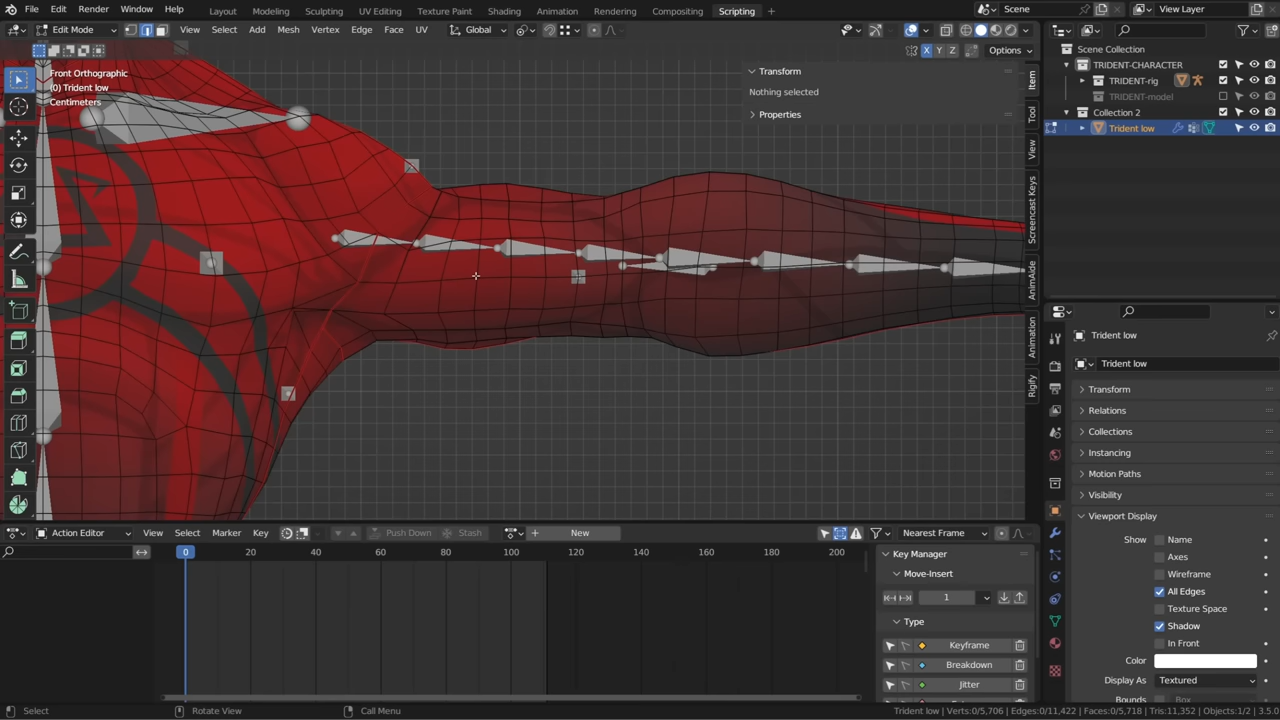 File Edit Render Window Help Layout Modeling Sculpting UV Editing Texture Paint Shading Animation Rendering Compositing Scripting + Scene View Layer
Edit Mode View Select Add Mesh Vertex Edge Face UV Global
X Y Z Options
Front Orthographic
(0) Trident low
Centimeters
Transform
Nothing selected
Properties
Item
Tool
View
Screencast Keys
AnimAide
Animation
Rigify
Scene Collection
TRIDENT-CHARACTER
TRIDENT-rig
TRIDENT-model
Collection 2
Trident low
Trident low
Trident low
Transform
Relations
Collections
Instancing
Motion Paths
Visibility
Viewport Display
Show Name
Axes
Wireframe
All Edges
Texture Space
Shadow
In Front
Color
Display As Textured
Bounds Box
Action Editor View Select Marker Key Push Down Stash + New Nearest Frame
0 20 40 60 80 100 120 140 160 180 200
Key Manager
Move-Insert
1
Type
Keyframe
Breakdown
Jitter
Select Rotate View Call Menu Trident low | Verts:0/5,706 | Edges:0/11,422 | Faces:0/5,718 | Tris:11,352 | Objects:1/2 | 3.5.0